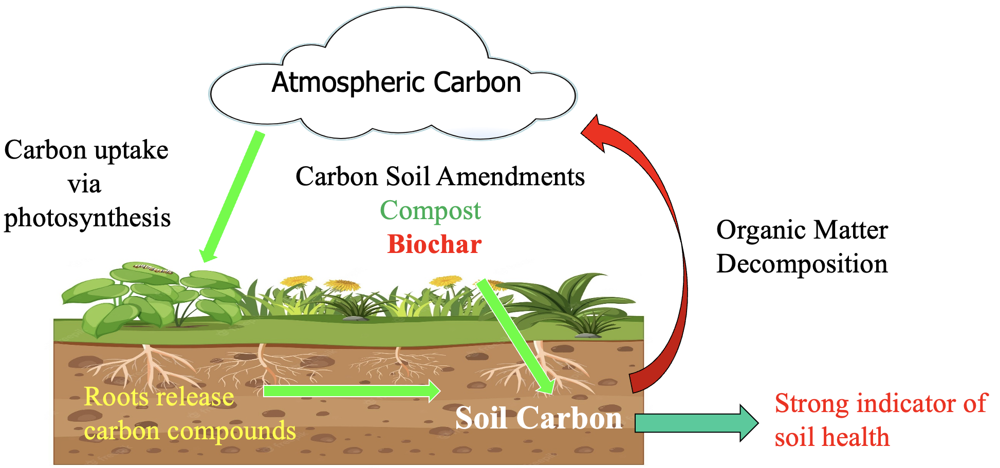 Atmospheric Carbon
Carbon uptake
via
photosynthesis
Carbon Soil Amendments
Compost
Biochar
Organic Matter
Decomposition
Roots release
carbon compounds
Soil Carbon
Strong indicator of
soil health